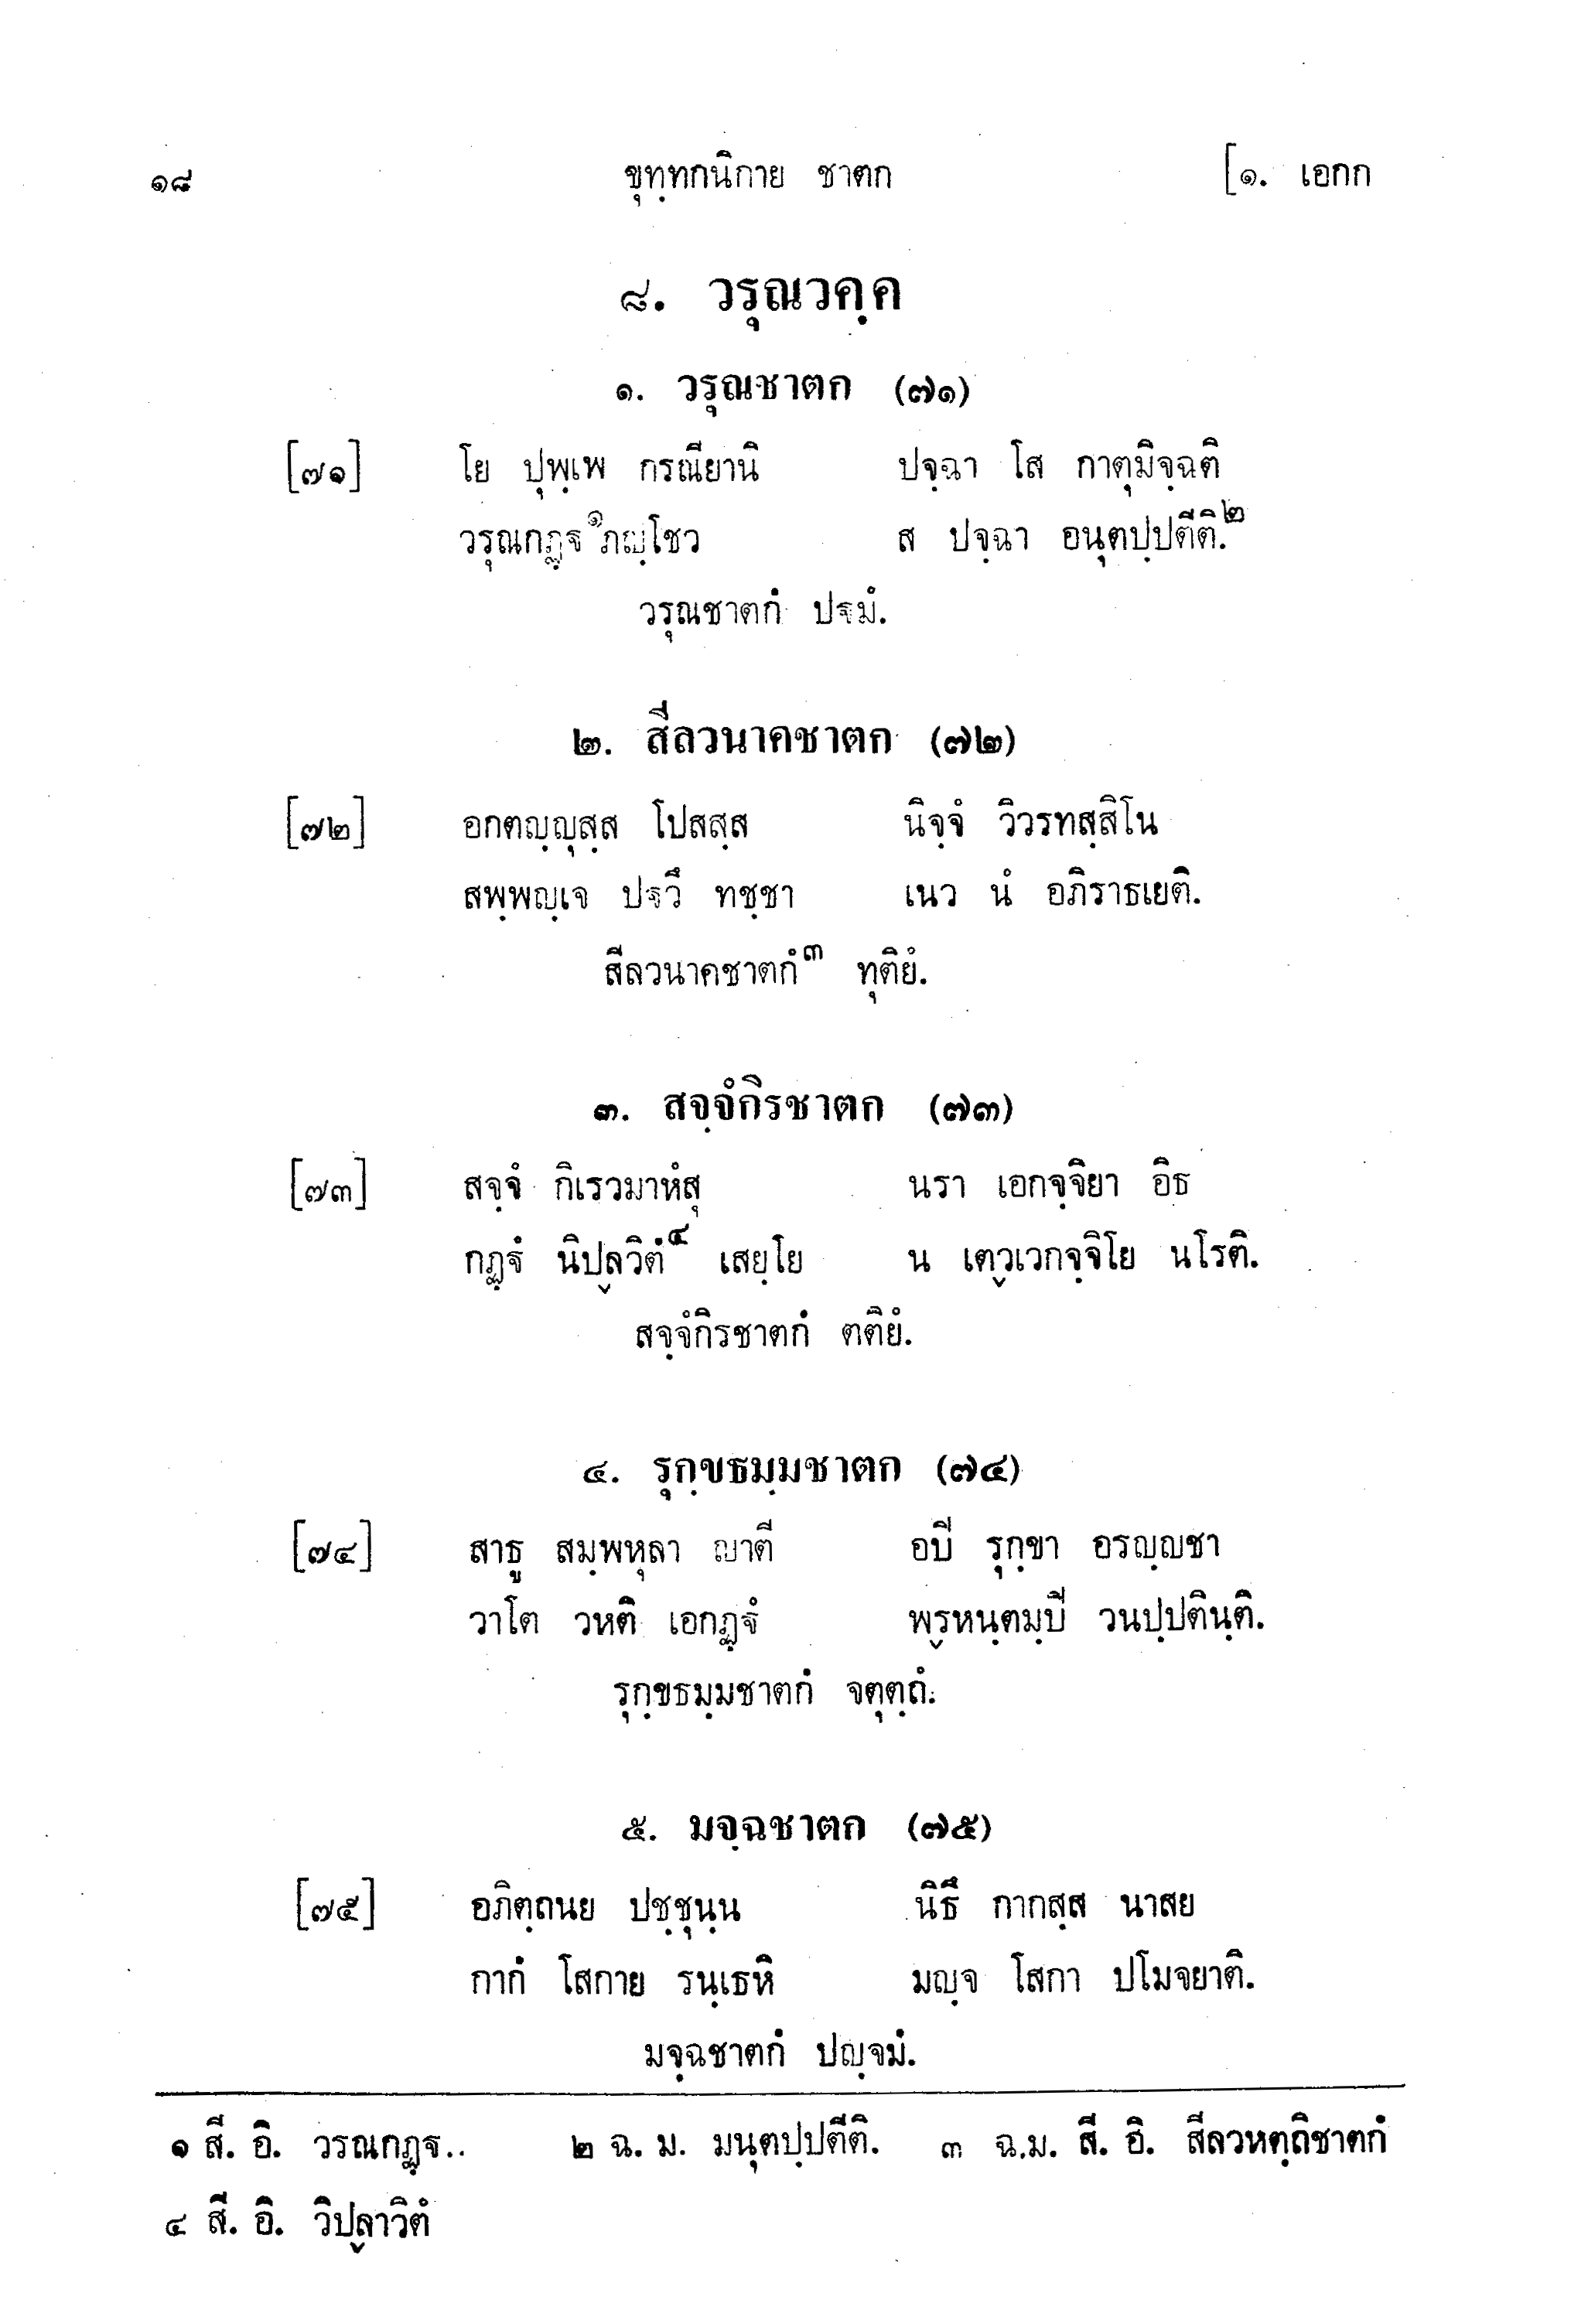 ๑๘ ขุทฺทกนิกาย ชาตก [๑. เอกก
๘. วรุณวคฺค
๑. วรุณชาตก (๗๑)
[๗๑] โย ปุพฺเพ กรณียานิ ปจฺฉา โส กาตุมิจฺฉติ
วรุณกฏฺฐ๑ภญฺโชว ส ปจฺฉา อนุตปฺปตีติ.๒
วรุณชาตกํ ปฐมํ.
๒. สีลวนาคชาตก (๗๒)
[๗๒] อกตญฺญุสฺส โปสสฺส นิจฺจํ วิวรทสฺสิโน
สพฺพญฺเจ ปฐวึ ทชฺชา เนว นํ อภิราธเยติ.
สีลวนาคชาตกํ๓ ทุติยํ.
๓. สจฺจํกิรชาตก (๗๓)
[๗๓] สจฺจํ กิเรวมาหํสุ นรา เอกจฺจิยา อิธ
กฏฺฐํ นิปฺลวิตํ๔ เสยฺโย น เตฺวเวกจฺจิโย นโรติ.
สจฺจํกิรชาตกํ ตติยํ.
๔. รุกฺขธมฺมชาตก (๗๔)
[๗๔] สาธู สมฺพหุลา ญาตี อปิ รุกฺขา อรญฺญชา
วาโต วหติ เอกฏฺฐํ พฺรหนฺตมฺปิ วนปฺปตินฺติ.
รุกฺขธมฺมชาตกํ จตุตฺถํ.
๕. มจฺฉชาตก (๗๕)
[๗๕] อภิตฺถนย ปชฺชุนฺน นิธึ กากสฺส นาสย
กากํ โสกาย รนฺเธหิ มญฺจ โสกา ปโมจยาติ.
มจฺฉชาตกํ ปญฺจมํ.
๑ สี. อิ. วรณกฏฺฐ.. ๒ ฉ. ม. มนุตปฺปตีติ. ๓ ฉ.ม. สี. อิ. สีลวหตฺถิชาตกํ
๔ สี. อิ. วิปฺลาวิตํ